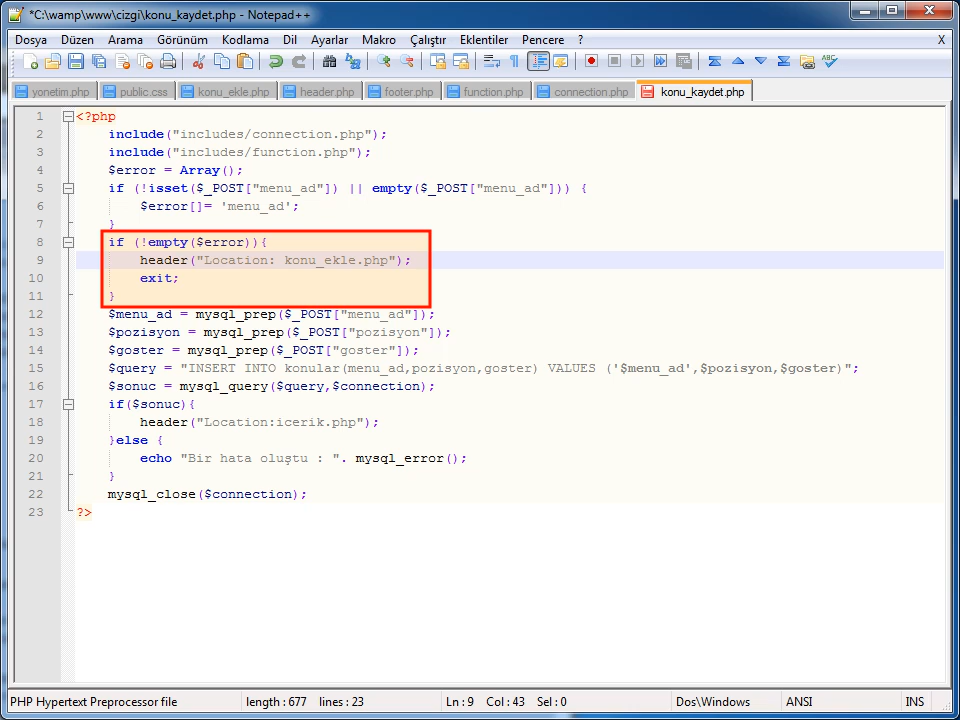 *C:\wamp\www\cizgi\konu_kaydet.php - Notepad++
Dosya Düzen Arama Görünüm Kodlama Dil Ayarlar Makro Çalıştır Eklentiler Pencere ? X
yonetim.php public.css konu_ekle.php header.php footer.php function.php connection.php konu_kaydet.php
1 <?php
2 include("includes/connection.php");
3 include("includes/function.php");
4 $error = Array();
5 if (!isset($_POST["menu_ad"]) || empty($_POST["menu_ad"])) {
6 $error[]= 'menu_ad';
7 }
8 if (!empty($error)){
9 header("Location: konu_ekle.php");
10 exit;
11 }
12 $menu_ad = mysql_prep($_POST["menu_ad"]);
13 $pozisyon = mysql_prep($_POST["pozisyon"]);
14 $goster = mysql_prep($_POST["goster"]);
15 $query = "INSERT INTO konular(menu_ad,pozisyon,goster) VALUES ('$menu_ad',$pozisyon,$goster)";
16 $sonuc = mysql_query($query,$connection);
17 if($sonuc){
18 header("Location:icerik.php");
19 }else {
20 echo "Bir hata oluştu : ". mysql_error();
21 }
22 mysql_close($connection);
23 ?>
PHP Hypertext Preprocessor file length : 677 lines : 23 Ln : 9 Col : 43 Sel : 0 Dos\Windows ANSI INS